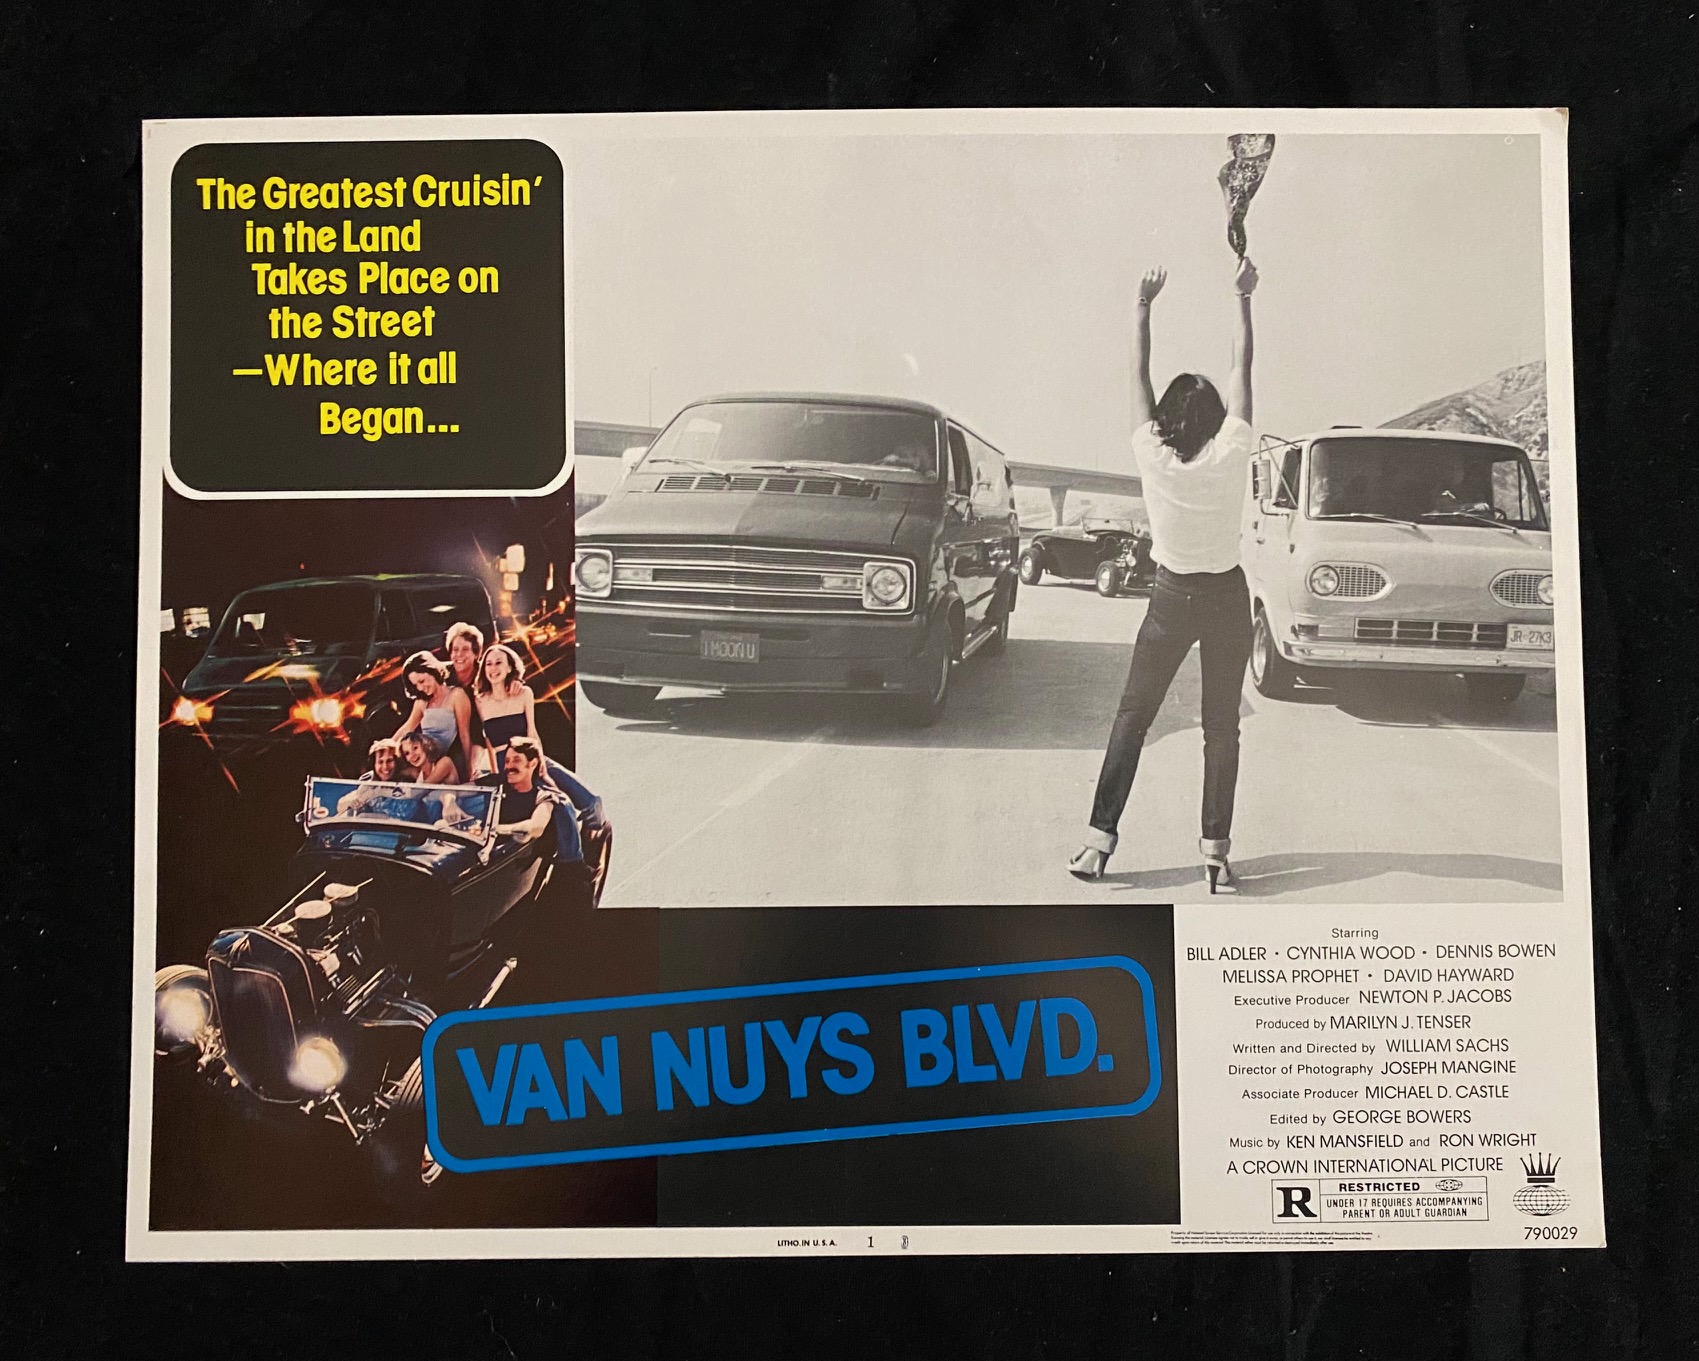 The Greatest Cruisin'
in the Land
Takes Place on
the Street
—Where it all
Began...
I MOON U
JR·27K3
VAN NUYS BLVD.
Starring
BILL ADLER · CYNTHIA WOOD · DENNIS BOWEN
MELISSA PROPHET · DAVID HAYWARD
Executive Producer NEWTON P. JACOBS
Produced by MARILYN J. TENSER
Written and Directed by WILLIAM SACHS
Director of Photography JOSEPH MANGINE
Associate Producer MICHAEL D. CASTLE
Edited by GEORGE BOWERS
Music by KEN MANSFIELD and RON WRIGHT
A CROWN INTERNATIONAL PICTURE
R RESTRICTED
UNDER 17 REQUIRES ACCOMPANYING
PARENT OR ADULT GUARDIAN
LITHO. IN U.S.A. 1
790029